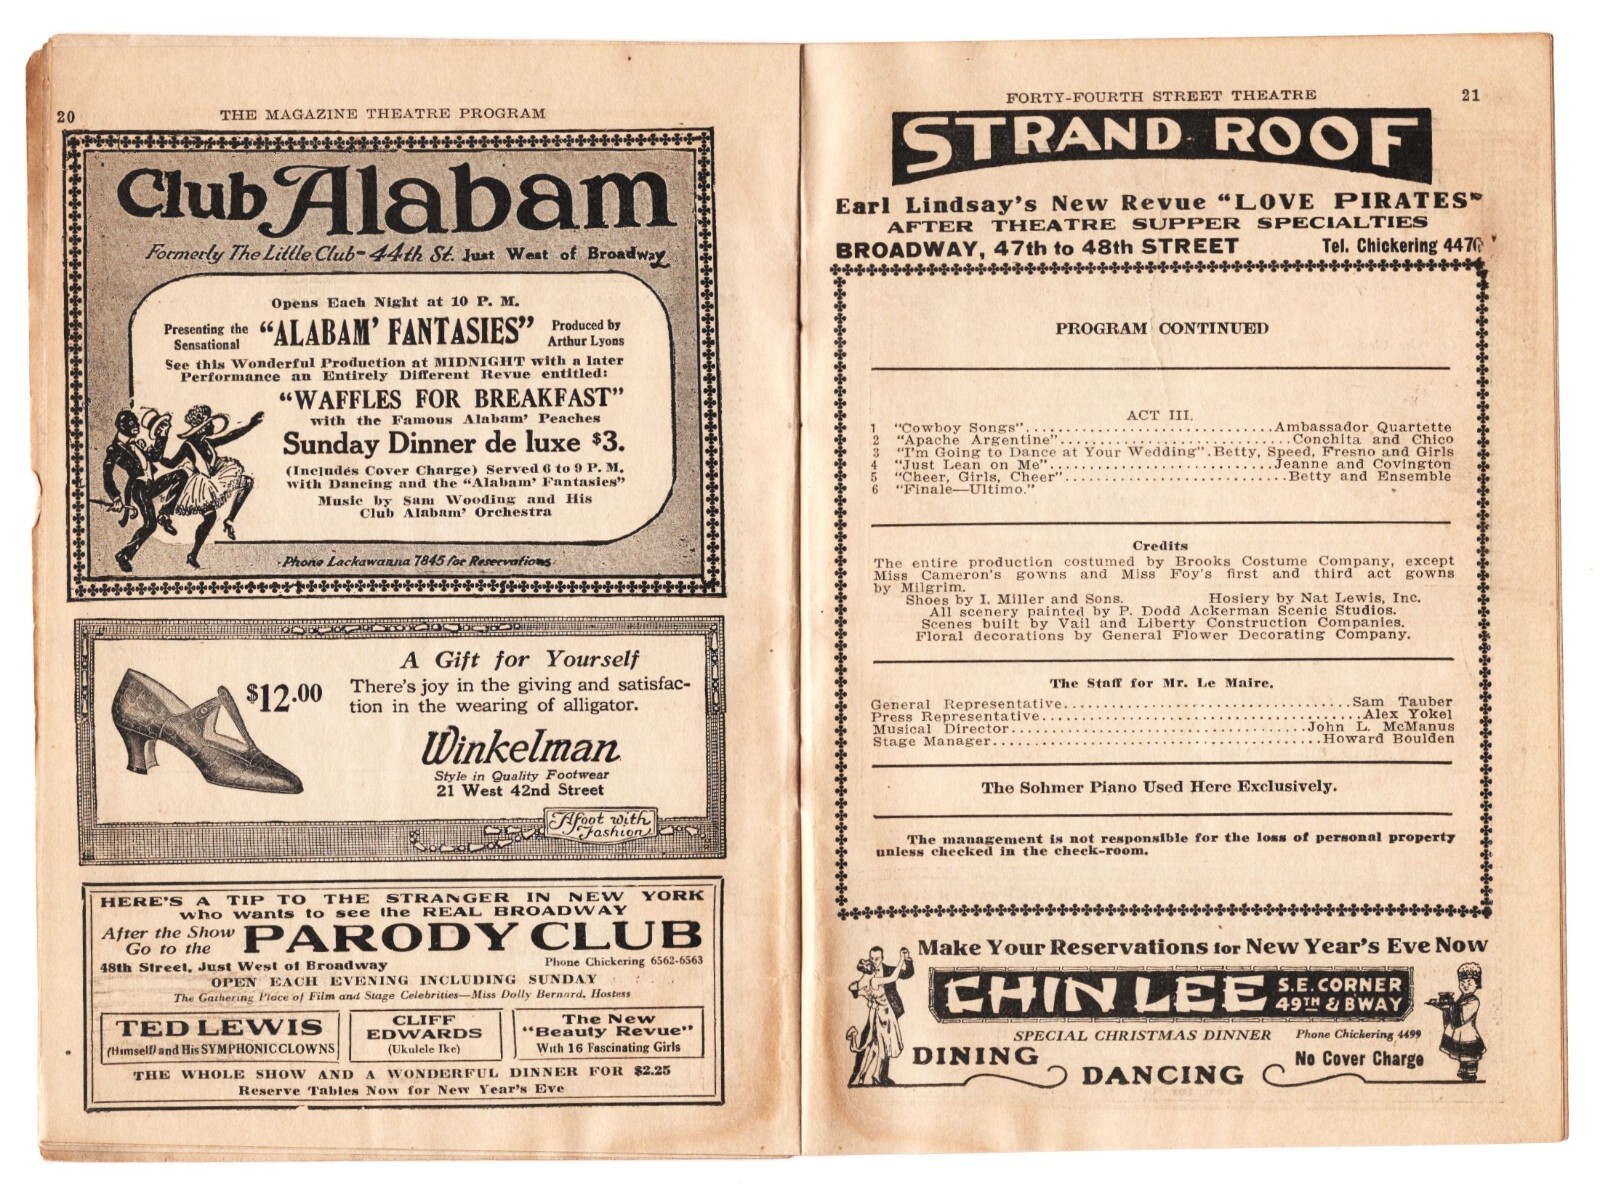 20
THE MAGAZINE THEATRE PROGRAM
Club Alabam
Formerly The Little Club - 44th St. Just West of Broadway
Opens Each Night at 10 P. M.
Presenting the Sensational "ALABAM' FANTASIES" Produced by Arthur Lyons
See this Wonderful Production at MIDNIGHT with a later
Performance an Entirely Different Revue entitled:
"WAFFLES FOR BREAKFAST"
with the Famous Alabam' Peaches
Sunday Dinner de luxe $3.
(Includes Cover Charge) Served 6 to 9 P. M.
with Dancing and the "Alabam' Fantasies"
Music by Sam Wooding and His
Club Alabam' Orchestra
Phone Lackawanna 7845 for Reservations
A Gift for Yourself
$12.00
There's joy in the giving and satisfac-
tion in the wearing of alligator.
Winkelman
Style in Quality Footwear
21 West 42nd Street
Afoot with
Fashion
HERE'S A TIP TO THE STRANGER IN NEW YORK
who wants to see the REAL BROADWAY
After the Show
Go to the
PARODY CLUB
48th Street, Just West of Broadway
Phone Chickering 6562-6563
OPEN EACH EVENING INCLUDING SUNDAY
The Gathering Place of Film and Stage Celebrities—Miss Dolly Bernard, Hostess
TED LEWIS
(Himself) and His SYMPHONIC CLOWNS
CLIFF
EDWARDS
(Ukulele Ike)
The New
"Beauty Revue"
With 16 Fascinating Girls
THE WHOLE SHOW AND A WONDERFUL DINNER FOR $2.25
Reserve Tables Now for New Year's Eve
FORTY-FOURTH STREET THEATRE
21
STRAND ROOF
Earl Lindsay's New Revue "LOVE PIRATES"
AFTER THEATRE SUPPER SPECIALTIES
BROADWAY, 47th to 48th STREET Tel. Chickering 4470
PROGRAM CONTINUED
ACT III.
1 "Cowboy Songs"..............................Ambassador Quartette
2 "Apache Argentine"............................Conchita and Chico
3 "I'm Going to Dance at Your Wedding".Betty, Speed, Fresno and Girls
4 "Just Lean on Me"...........................Jeanne and Covington
5 "Cheer, Girls, Cheer"..........................Betty and Ensemble
6 "Finale—Ultimo."
Credits
The entire production costumed by Brooks Costume Company, except
Miss Cameron's gowns and Miss Foy's first and third act gowns
by Milgrim.
Shoes by I. Miller and Sons. Hosiery by Nat Lewis, Inc.
All scenery painted by P. Dodd Ackerman Scenic Studios.
Scenes built by Vail and Liberty Construction Companies.
Floral decorations by General Flower Decorating Company.
The Staff for Mr. Le Maire.
General Representative..................................Sam Tauber
Press Representative......................................Alex Yokel
Musical Director...................................John L. McManus
Stage Manager.......................................Howard Boulden
The Sohmer Piano Used Here Exclusively.
The management is not responsible for the loss of personal property
unless checked in the check-room.
Make Your Reservations for New Year's Eve Now
CHIN LEE
S.E. CORNER
49TH & BWAY
SPECIAL CHRISTMAS DINNER Phone Chickering 4499
DINING
DANCING
No Cover Charge